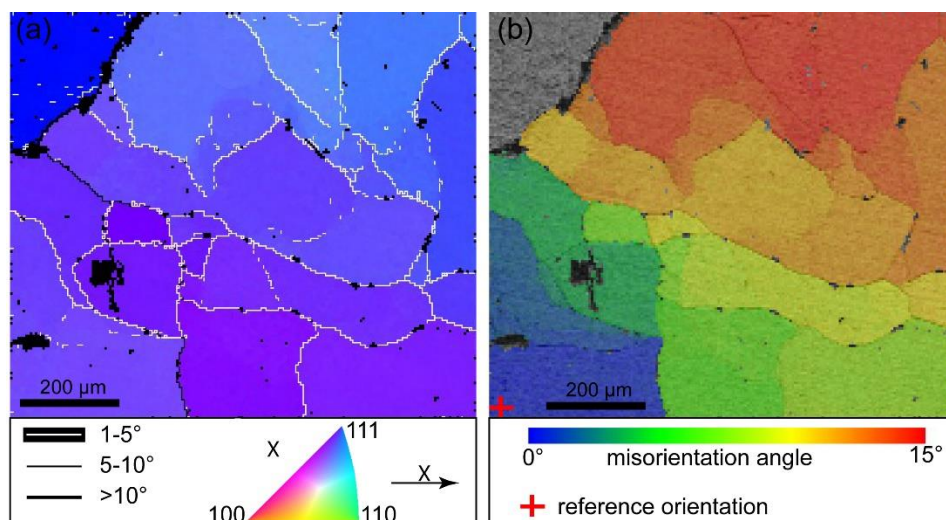 (a)
(b)
200 µm
200 µm
1-5°
5-10°
>10°
X
111
100
110
X
0°
misorientation angle
15°
reference orientation